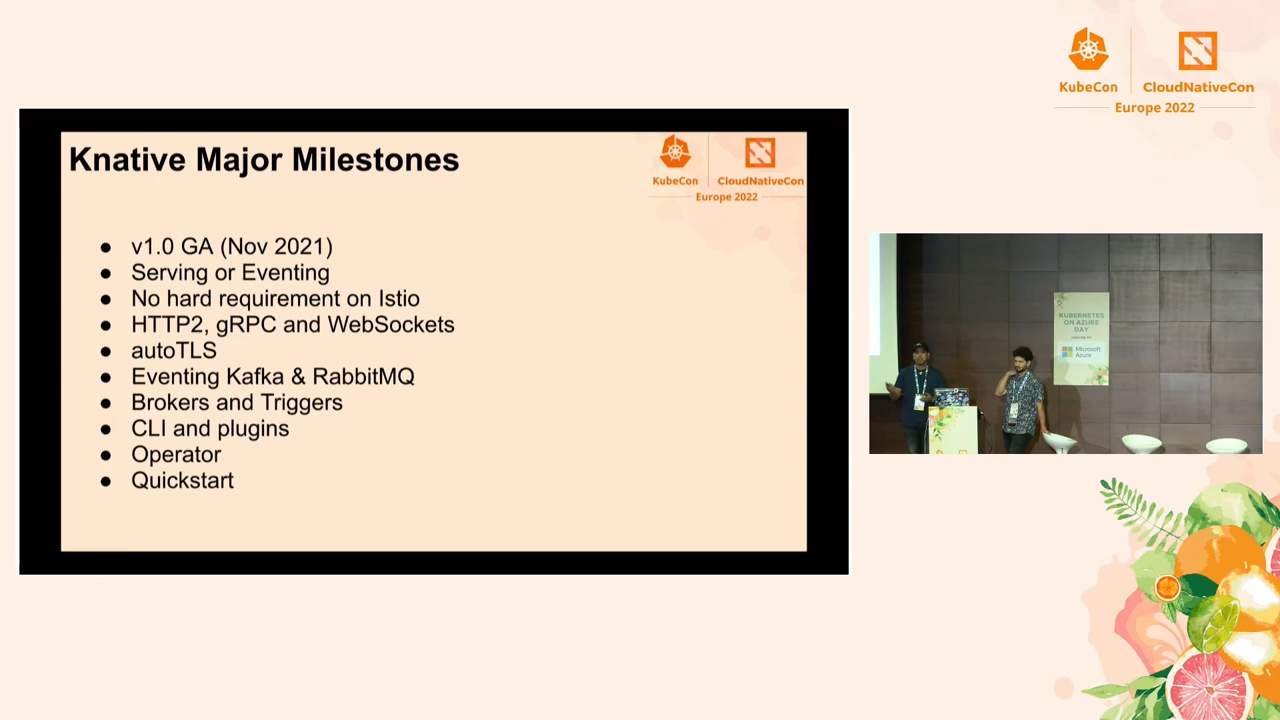 KubeCon
CloudNativeCon
Europe 2022
Knative Major Milestones
KubeCon
CloudNativeCon
Europe 2022
● v1.0 GA (Nov 2021)
● Serving or Eventing
● No hard requirement on Istio
● HTTP2, gRPC and WebSockets
● autoTLS
● Eventing Kafka & RabbitMQ
● Brokers and Triggers
● CLI and plugins
● Operator
● Quickstart
KUBERNETES
ON AZURE
DAY
Microsoft
Azure